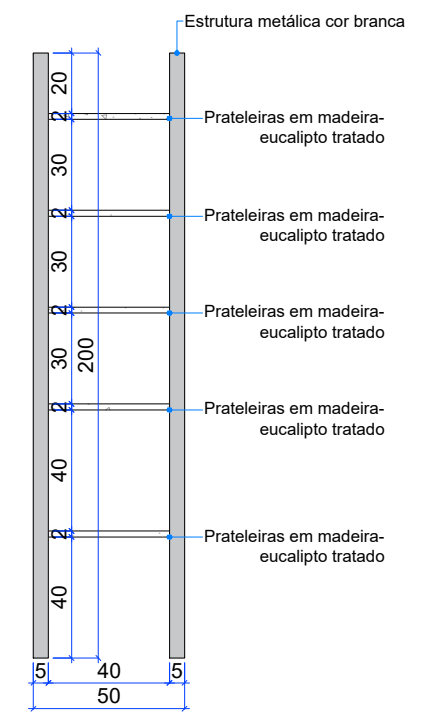 Estrutura metálica cor branca
20
2
Prateleiras em madeira-
eucalipto tratado
30
2
Prateleiras em madeira-
eucalipto tratado
30
2
Prateleiras em madeira-
eucalipto tratado
30
200
2
Prateleiras em madeira-
eucalipto tratado
40
2
Prateleiras em madeira-
eucalipto tratado
40
5 40 5
50